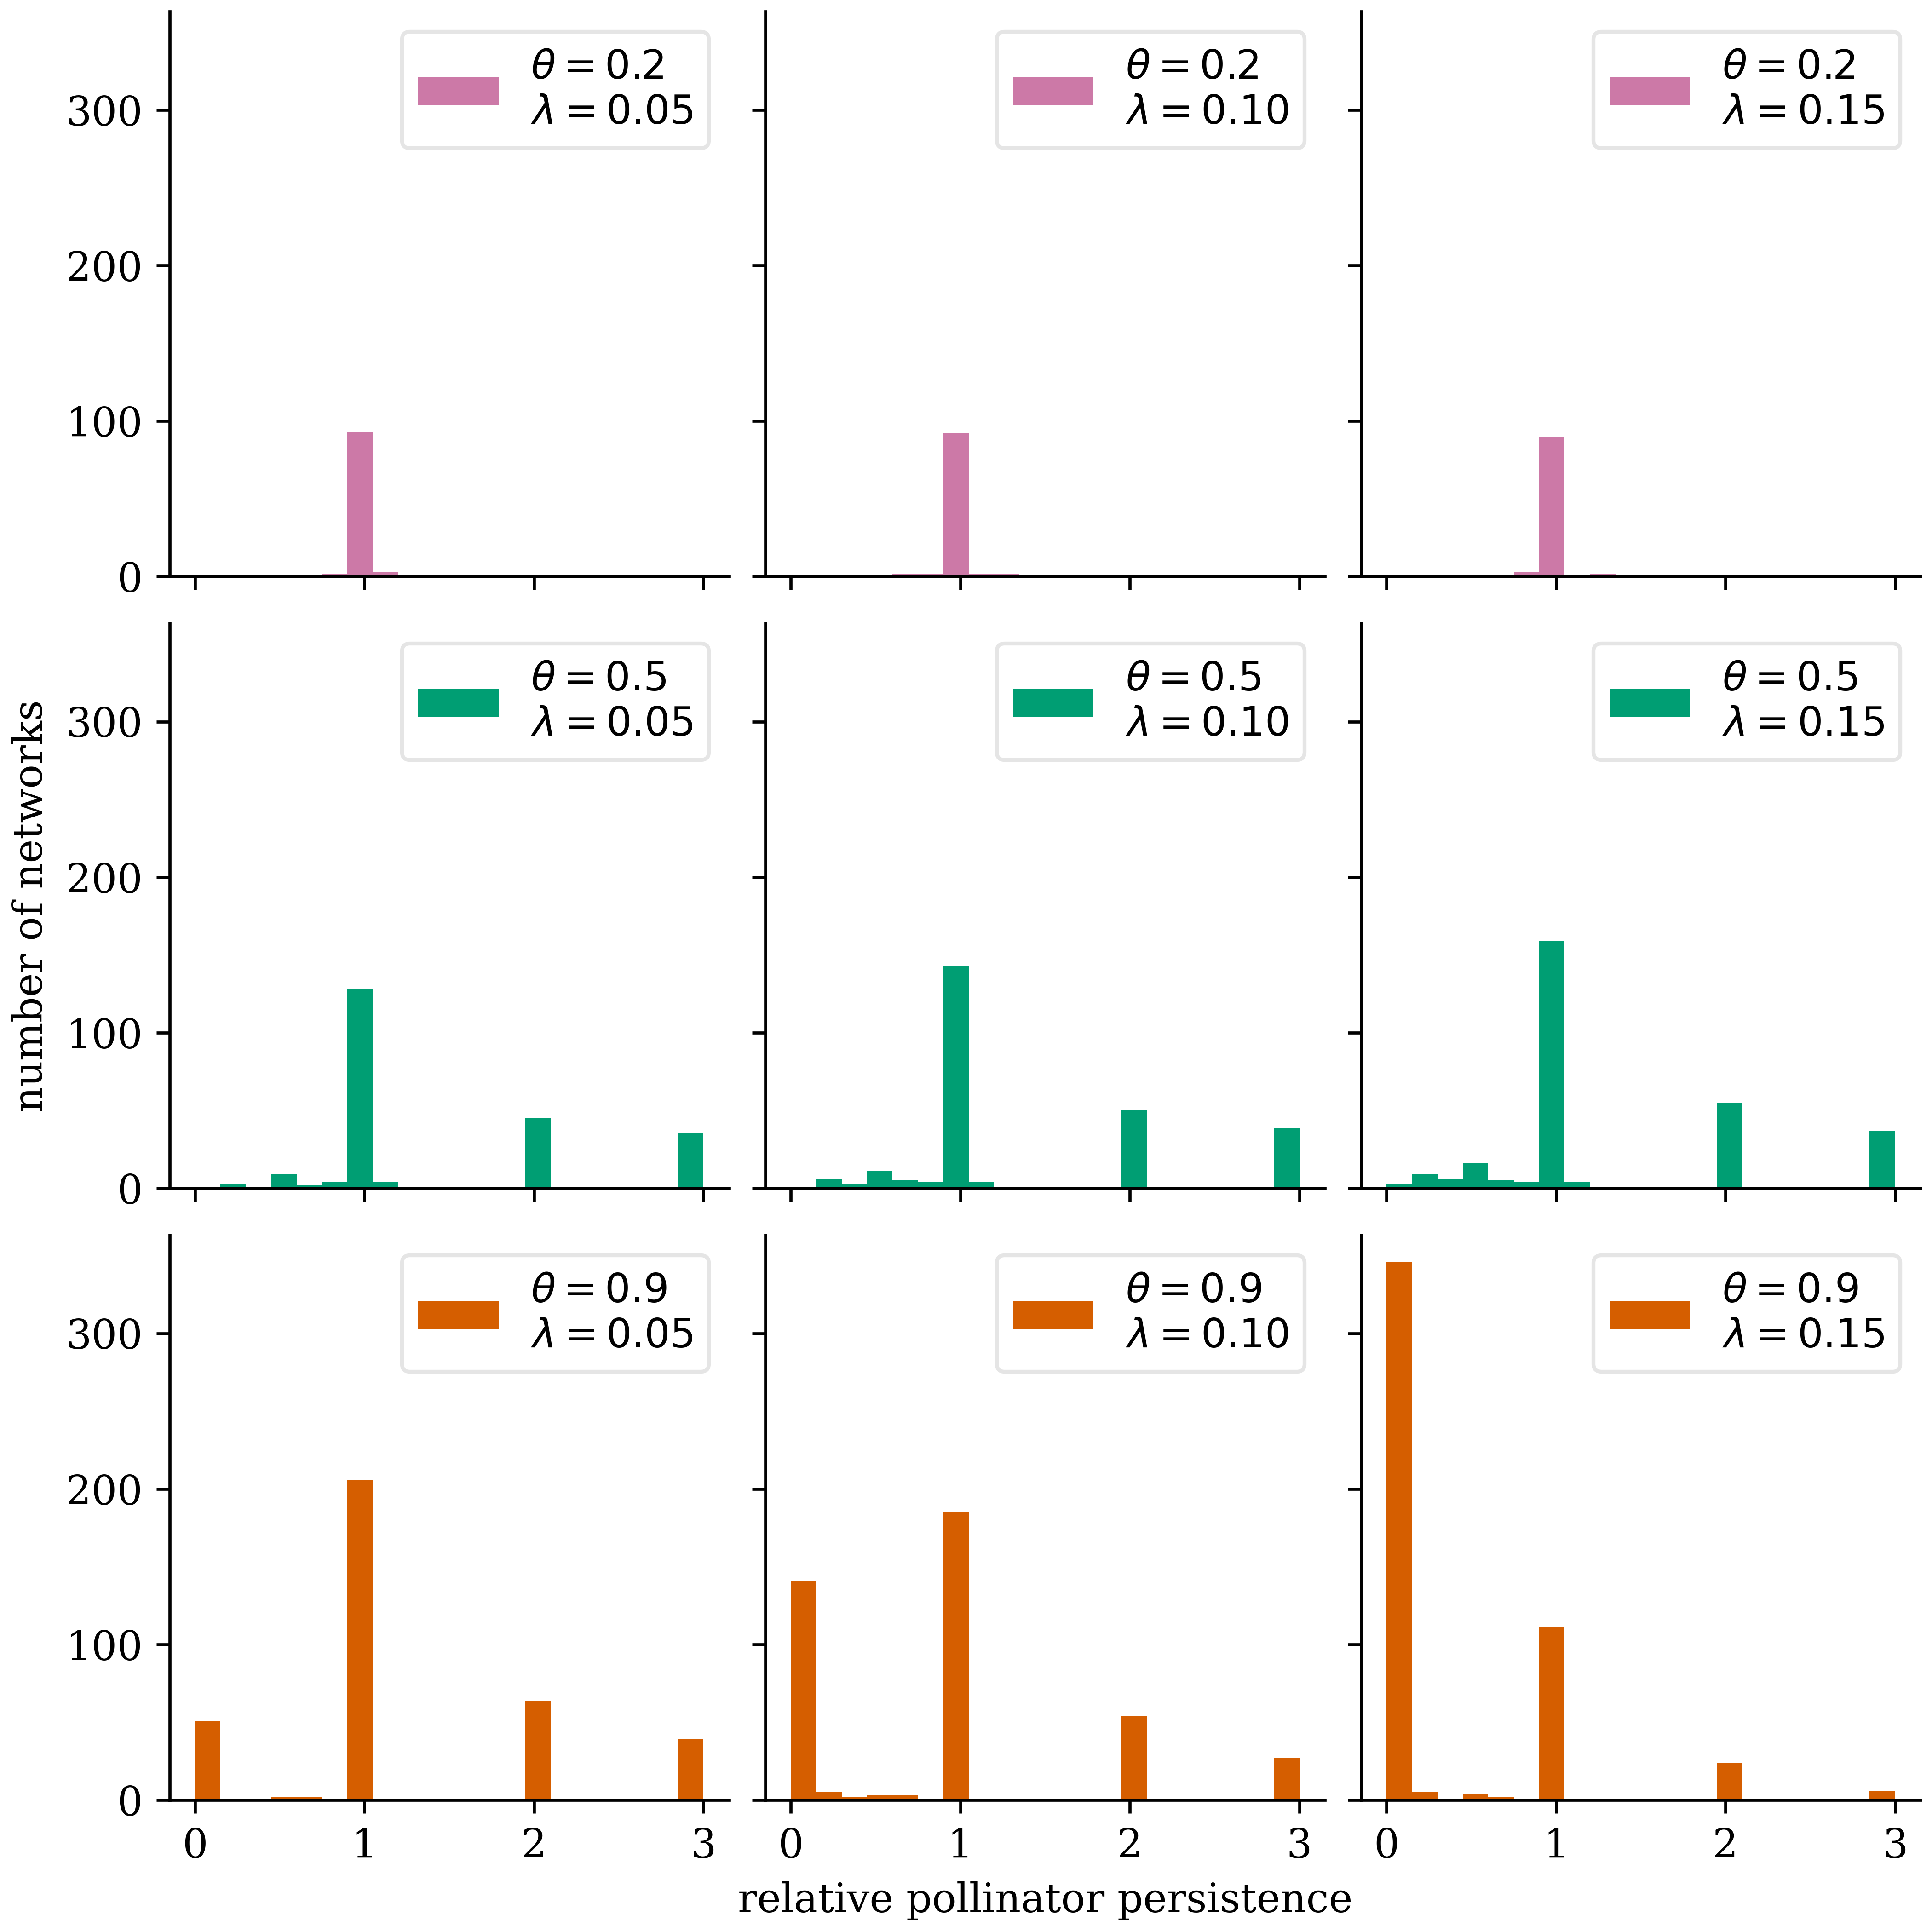 θ = 0.2
λ = 0.05
θ = 0.2
λ = 0.10
θ = 0.2
λ = 0.15
300
200
100
0
θ = 0.5
λ = 0.05
θ = 0.5
λ = 0.10
θ = 0.5
λ = 0.15
300
200
100
0
number of networks
θ = 0.9
λ = 0.05
θ = 0.9
λ = 0.10
θ = 0.9
λ = 0.15
300
200
100
0
0 1 2 3
0 1 2 3
0 1 2 3
relative pollinator persistence